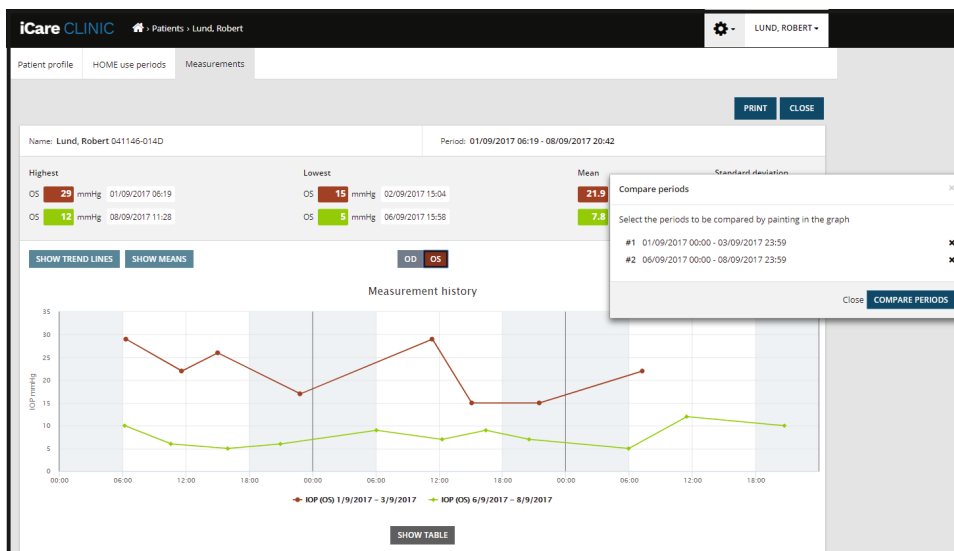 iCare CLINIC › Patients › Lund, Robert LUND, ROBERT
Patient profile HOME use periods Measurements
PRINT CLOSE
Name: Lund, Robert 041146-014D Period: 01/09/2017 06:19 - 08/09/2017 20:42
Highest Lowest Mean Standard deviation
OS 29 mmHg 01/09/2017 06:19 OS 15 mmHg 02/09/2017 15:04 21.9
OS 12 mmHg 08/09/2017 11:28 OS 5 mmHg 06/09/2017 15:58 7.8
Compare periods ×
Select the periods to be compared by painting in the graph
#1 01/09/2017 00:00 - 03/09/2017 23:59 ×
#2 06/09/2017 00:00 - 08/09/2017 23:59 ×
Close COMPARE PERIODS
SHOW TREND LINES SHOW MEANS OD OS
Measurement history
IOP mmHg
35
30
25
20
15
10
5
0
00:00 06:00 12:00 18:00 00:00 06:00 12:00 18:00 00:00 06:00 12:00 18:00
IOP (OS) 1/9/2017 – 3/9/2017 IOP (OS) 6/9/2017 – 8/9/2017
SHOW TABLE